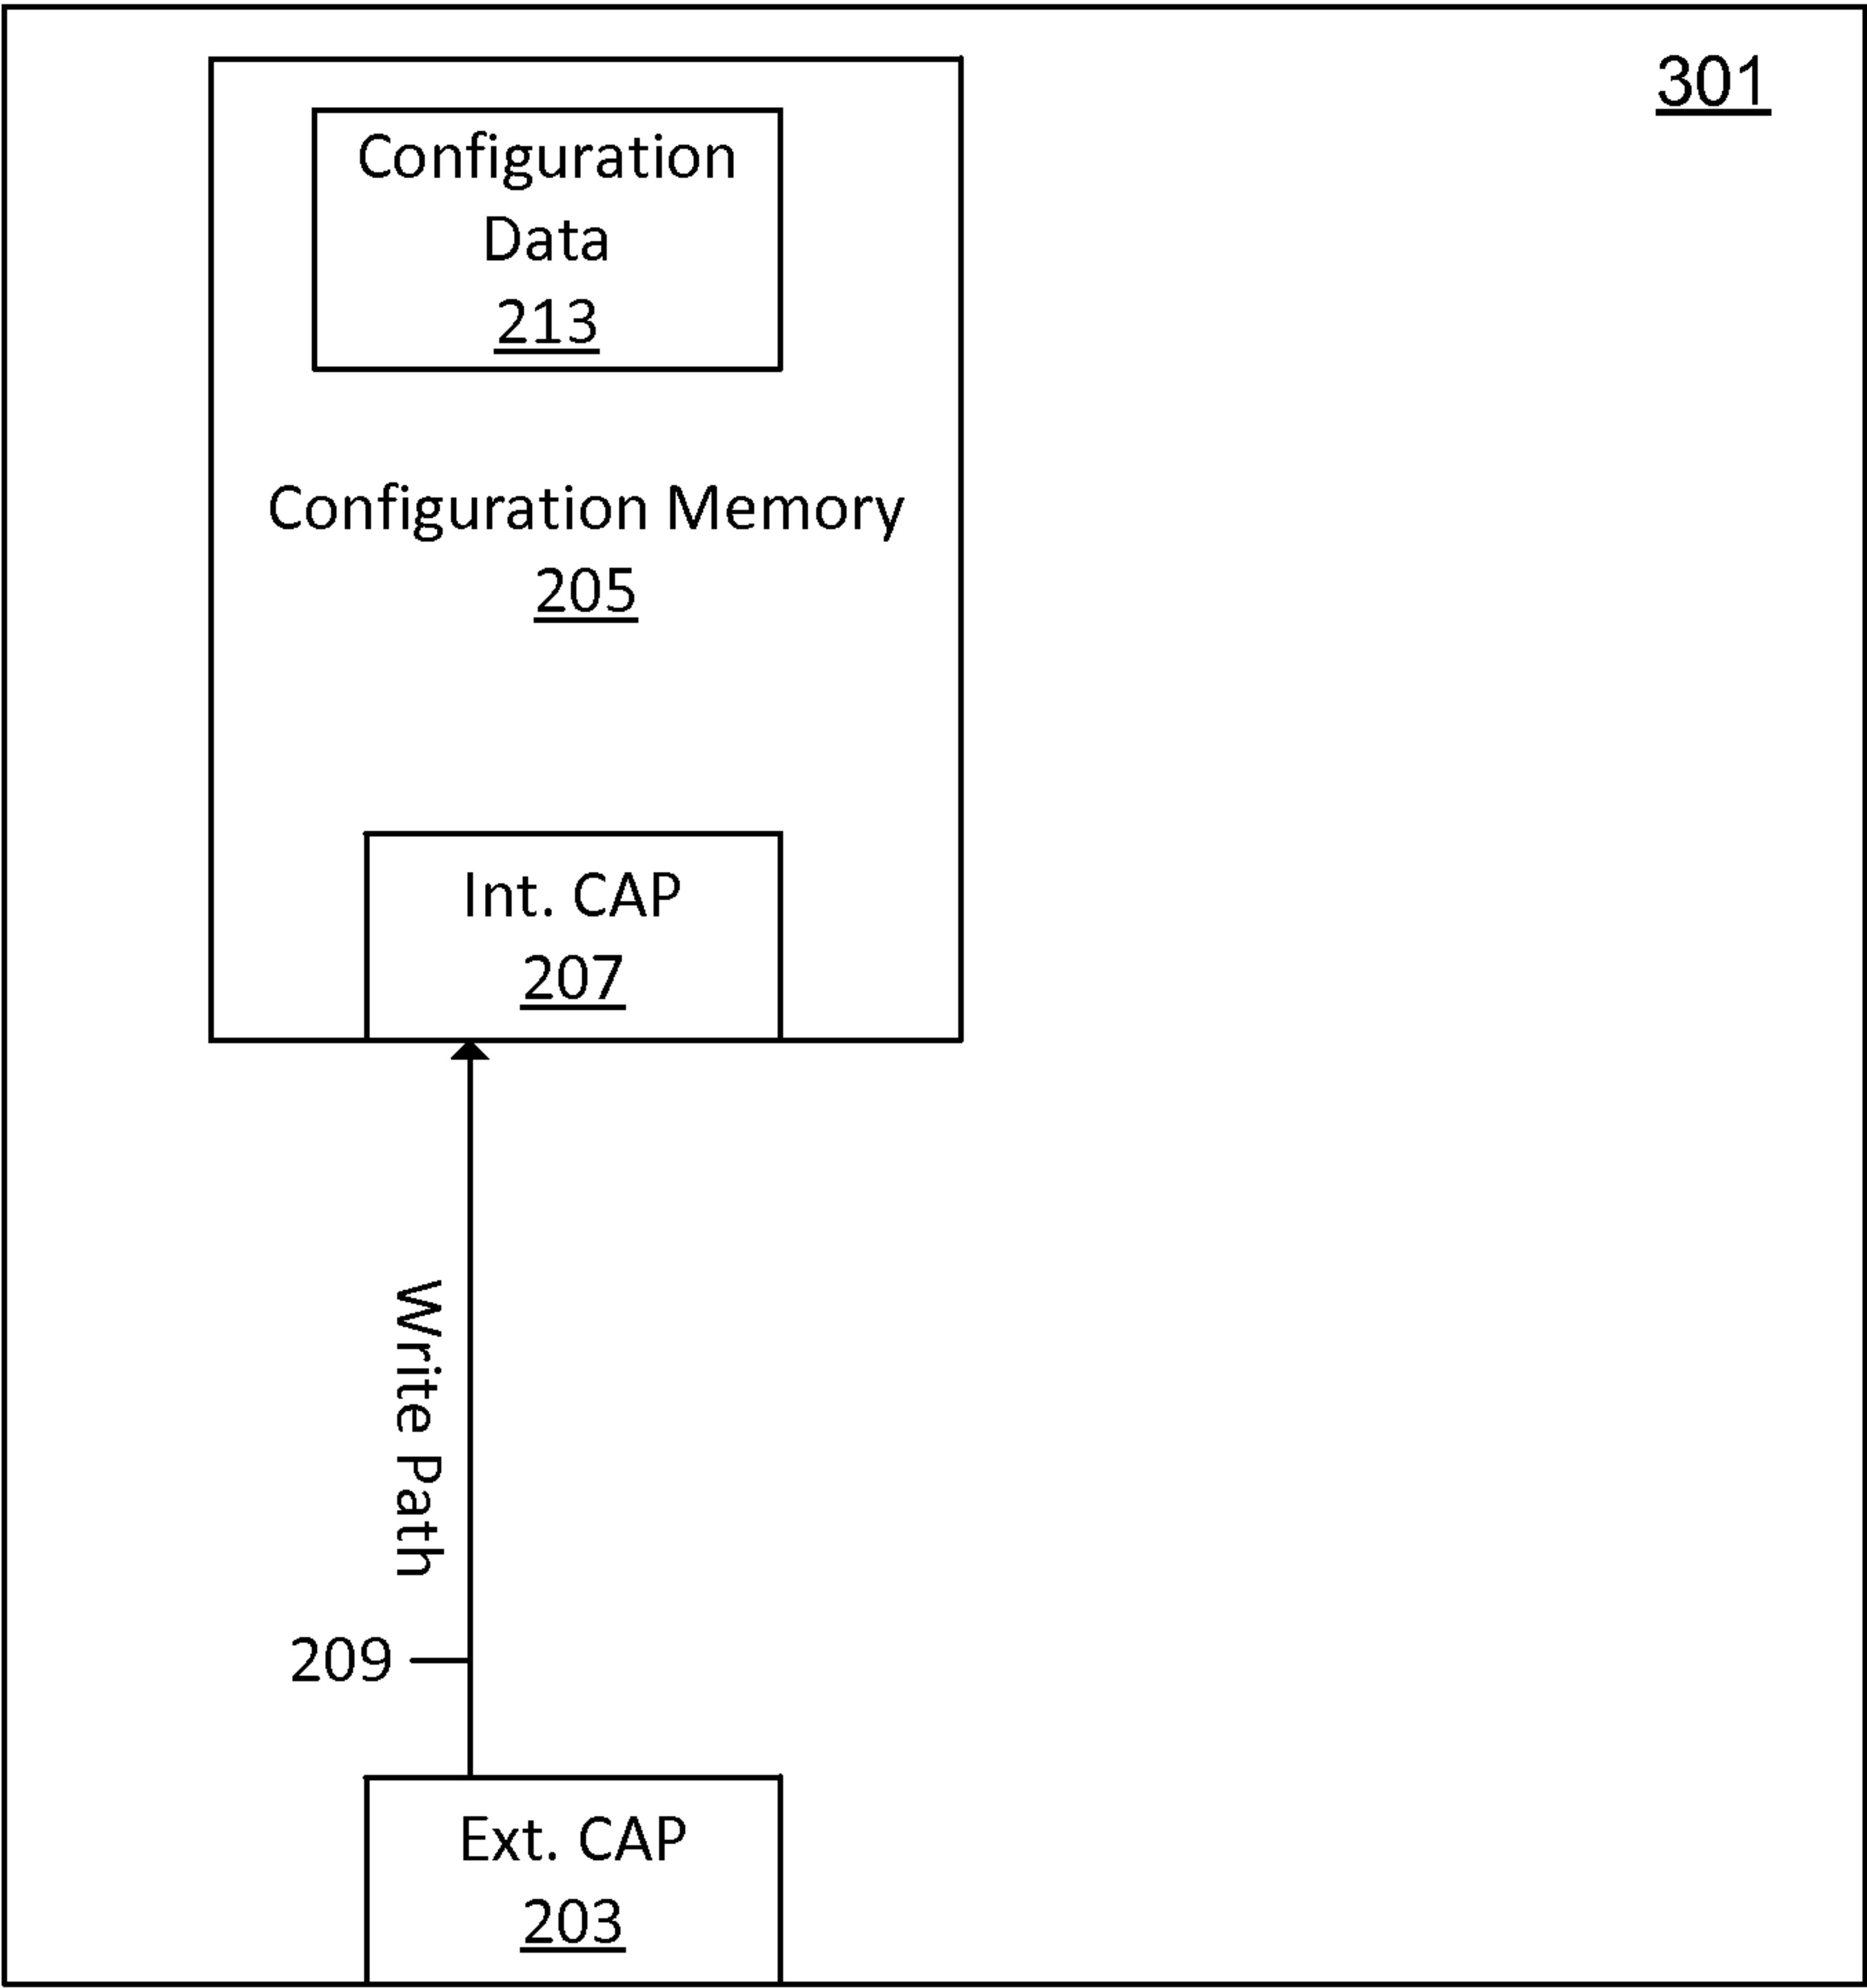 301
Configuration
Data
213
Configuration Memory
205
Int. CAP
207
Write Path
209
Ext. CAP
203